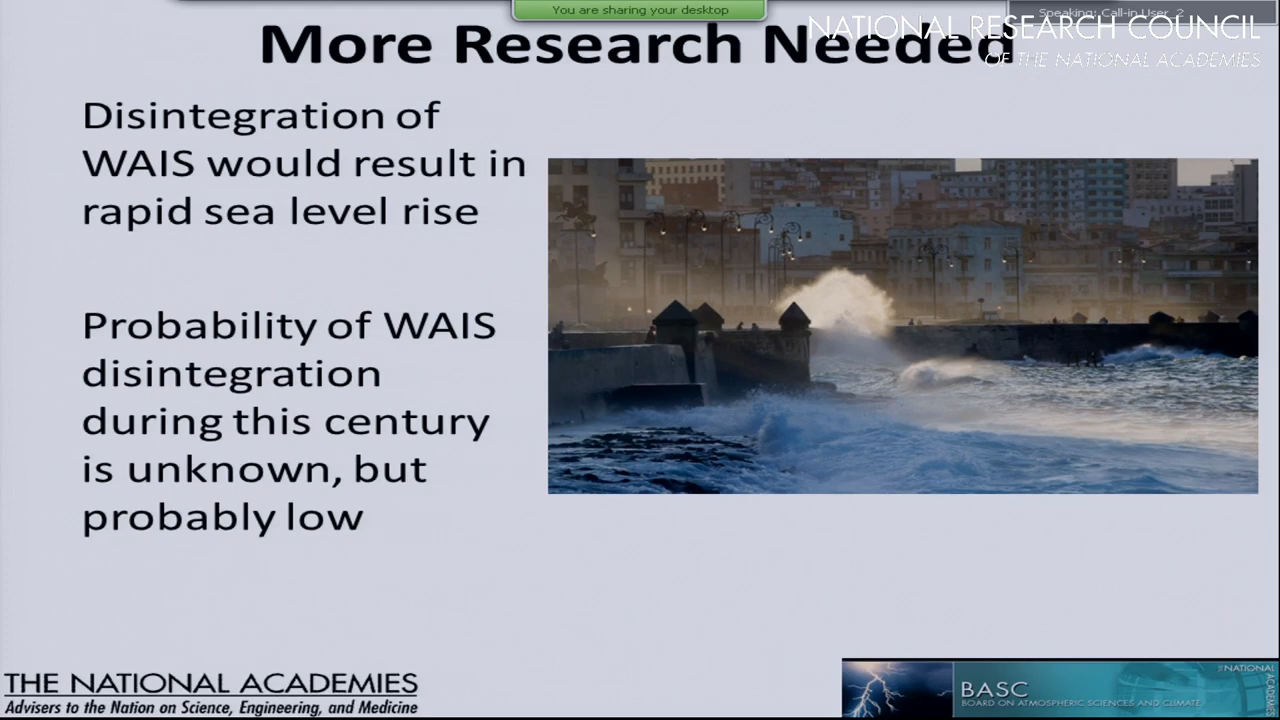 You are sharing your desktop
Speaking: Call-in User_2
NATIONAL RESEARCH COUNCIL
OF THE NATIONAL ACADEMIES
More Research Needed
Disintegration of
WAIS would result in
rapid sea level rise
Probability of WAIS
disintegration
during this century
is unknown, but
probably low
THE NATIONAL ACADEMIES
Advisers to the Nation on Science, Engineering, and Medicine
BASC
BOARD ON ATMOSPHERIC SCIENCES AND CLIMATE
THE NATIONAL
ACADEMIES